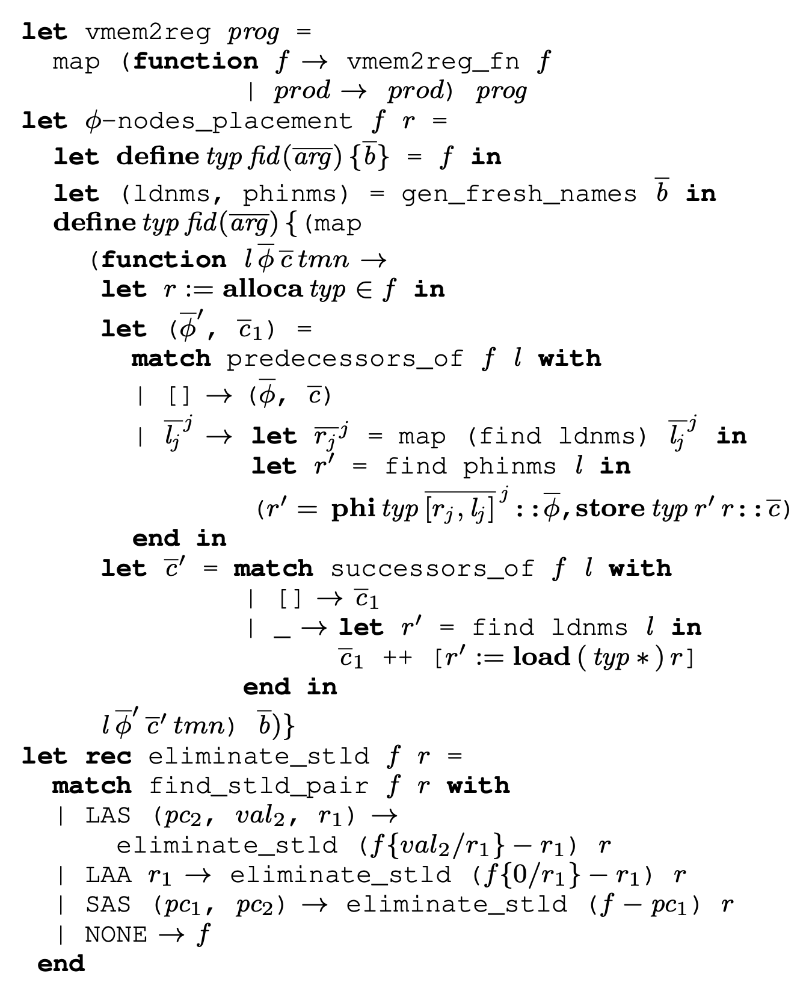 let vmem2reg prog =
map (function f → vmem2reg_fn f
| prod → prod) prog
let ϕ-nodes_placement f r =
let define typ fid(a̅r̅g̅) {b̅} = f in
let (ldnms, phinms) = gen_fresh_names b̅ in
define typ fid(a̅r̅g̅) { (map
(function l ϕ̅ c̅ tmn →
let r := alloca typ ∈ f in
let (ϕ̅′, c̅₁) =
match predecessors_of f l with
| [] → (ϕ̅, c̅)
| l̅ⱼ̅ʲ → let r̅ⱼ̅ʲ = map (find ldnms) l̅ⱼ̅ʲ in
let r′ = find phinms l in
(r′ = phi typ [̅r̅ⱼ̅,̅ ̅l̅ⱼ̅]̅ʲ::ϕ̅, store typ r′ r::c̅)
end in
let c̅′ = match successors_of f l with
| [] → c̅₁
| _ → let r′ = find ldnms l in
c̅₁ ++ [r′ := load (typ *) r]
end in
l ϕ̅′ c̅′ tmn) b̅)}
let rec eliminate_stld f r =
match find_stld_pair f r with
| LAS (pc₂, val₂, r₁) →
eliminate_stld (f{val₂/r₁} − r₁) r
| LAA r₁ → eliminate_stld (f{0/r₁} − r₁) r
| SAS (pc₁, pc₂) → eliminate_stld (f − pc₁) r
| NONE → f
end